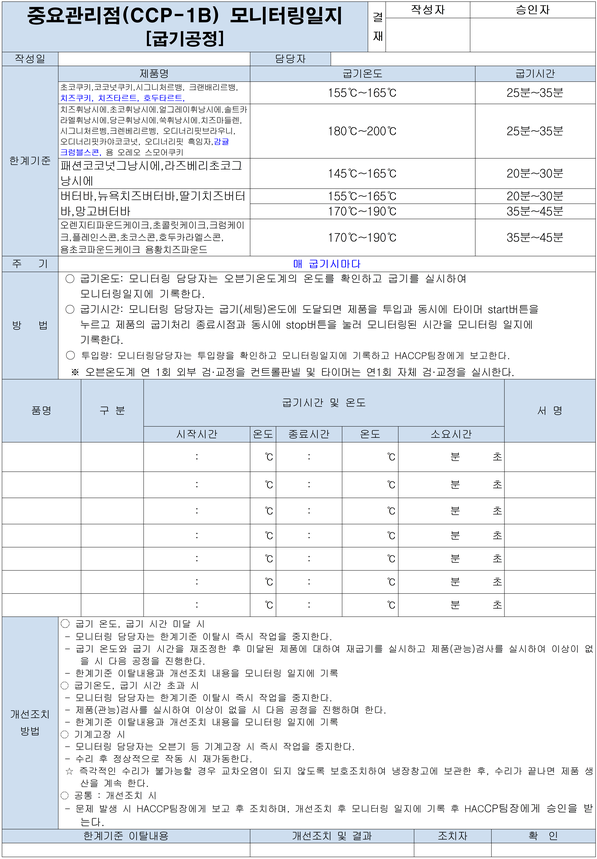 중요관리점(CCP-1B) 모니터링일지
[굽기공정]
결
재
작성자
승인자
작성일
담당자
한계기준
제품명
굽기온도
굽기시간
초코쿠키,코코넛쿠키,시그니쳐르뱅, 크랜배리르뱅,
치즈쿠키, 치즈타르트, 호두타르트,
155℃~165℃
25분~35분
치즈휘낭시에,초코휘낭시에,얼그레이휘낭시에,솔트카
라멜휘낭시에,당근휘낭시에,쑥휘낭시에,치즈마들렌,
시그니쳐르벵,크렌베리르벵, 오디너리핏브라우니,
오디너리핏카야코코넛, 오디너리핏 흑임자,감귤
크럼블스콘, 용 오레오 스모어쿠키
180℃~200℃
25분~35분
패션코코넛그낭시에,라즈베리초코그
낭시에
145℃~165℃
20분~30분
버터바,뉴욕치즈버터바,딸기치즈버터
바,망고버터바
155℃~165℃
20분~30분
170℃~190℃
35분~45분
오렌지티파운드케이크,초콜릿케이크,크럼케이
크,플레인스콘,초코스콘,호두카라멜스콘,
용초코파운드케이크 용황치즈파운드
170℃~190℃
35분~45분
주 기
매 굽기시마다
방 법
○ 굽기온도: 모니터링 담당자는 오븐기온도계의 온도를 확인하고 굽기를 실시하여
모니터링일지에 기록한다.
○ 굽기시간: 모니터링 담당자는 굽기(세팅)온도에 도달되면 제품을 투입과 동시에 타이머 start버튼을
누르고 제품의 굽기처리 종료시점과 동시에 stop버튼을 눌러 모니터링된 시간을 모니터링 일지에
기록한다.
○ 투입량: 모니터링담당자는 투입량을 확인하고 모니터링일지에 기록하고 HACCP팀장에게 보고한다.
※ 오븐온도계 연 1회 외부 검·교정을 컨트롤판넬 및 타이머는 연1회 자체 검·교정을 실시한다.
품명
구 분
굽기시간 및 온도
서 명
시작시간
온도
종료시간
온도
소요시간
: ℃ : ℃ 분 초
: ℃ : ℃ 분 초
: ℃ : ℃ 분 초
: ℃ : ℃ 분 초
: ℃ : ℃ 분 초
: ℃ : ℃ 분 초
: ℃ : ℃ 분 초
개선조치
방법
○ 굽기 온도, 굽기 시간 미달 시
- 모니터링 담당자는 한계기준 이탈시 즉시 작업을 중지한다.
- 굽기 온도와 굽기 시간을 재조정한 후 미달된 제품에 대하여 재굽기를 실시하고 제품(관능)검사를 실시하여 이상이 없
을 시 다음 공정을 진행한다.
- 한계기준 이탈내용과 개선조치 내용을 모니터링 일지에 기록
○ 굽기온도, 굽기 시간 초과 시
- 모니터링 담당자는 한계기준 이탈시 즉시 작업을 중지한다.
- 제품(관능)검사를 실시하여 이상이 없을 시 다음 공정을 진행하며 한다.
- 한계기준 이탈내용과 개선조치 내용을 모니터링 일지에 기록
○ 기계고장 시
- 모니터링 담당자는 오븐기 등 기계고장 시 즉시 작업을 중지한다.
- 수리 후 정상적으로 작동 시 재가동한다.
☆ 즉각적인 수리가 불가능할 경우 교차오염이 되지 않도록 보호조치하여 냉장창고에 보관한 후, 수리가 끝나면 제품 생
산을 계속 한다.
○ 공통 : 개선조치 시
- 문제 발생 시 HACCP팀장에게 보고 후 조치하며, 개선조치 후 모니터링 일지에 기록 후 HACCP팀장에게 승인을 받
는다.
한계기준 이탈내용
개선조치 및 결과
조치자
확 인